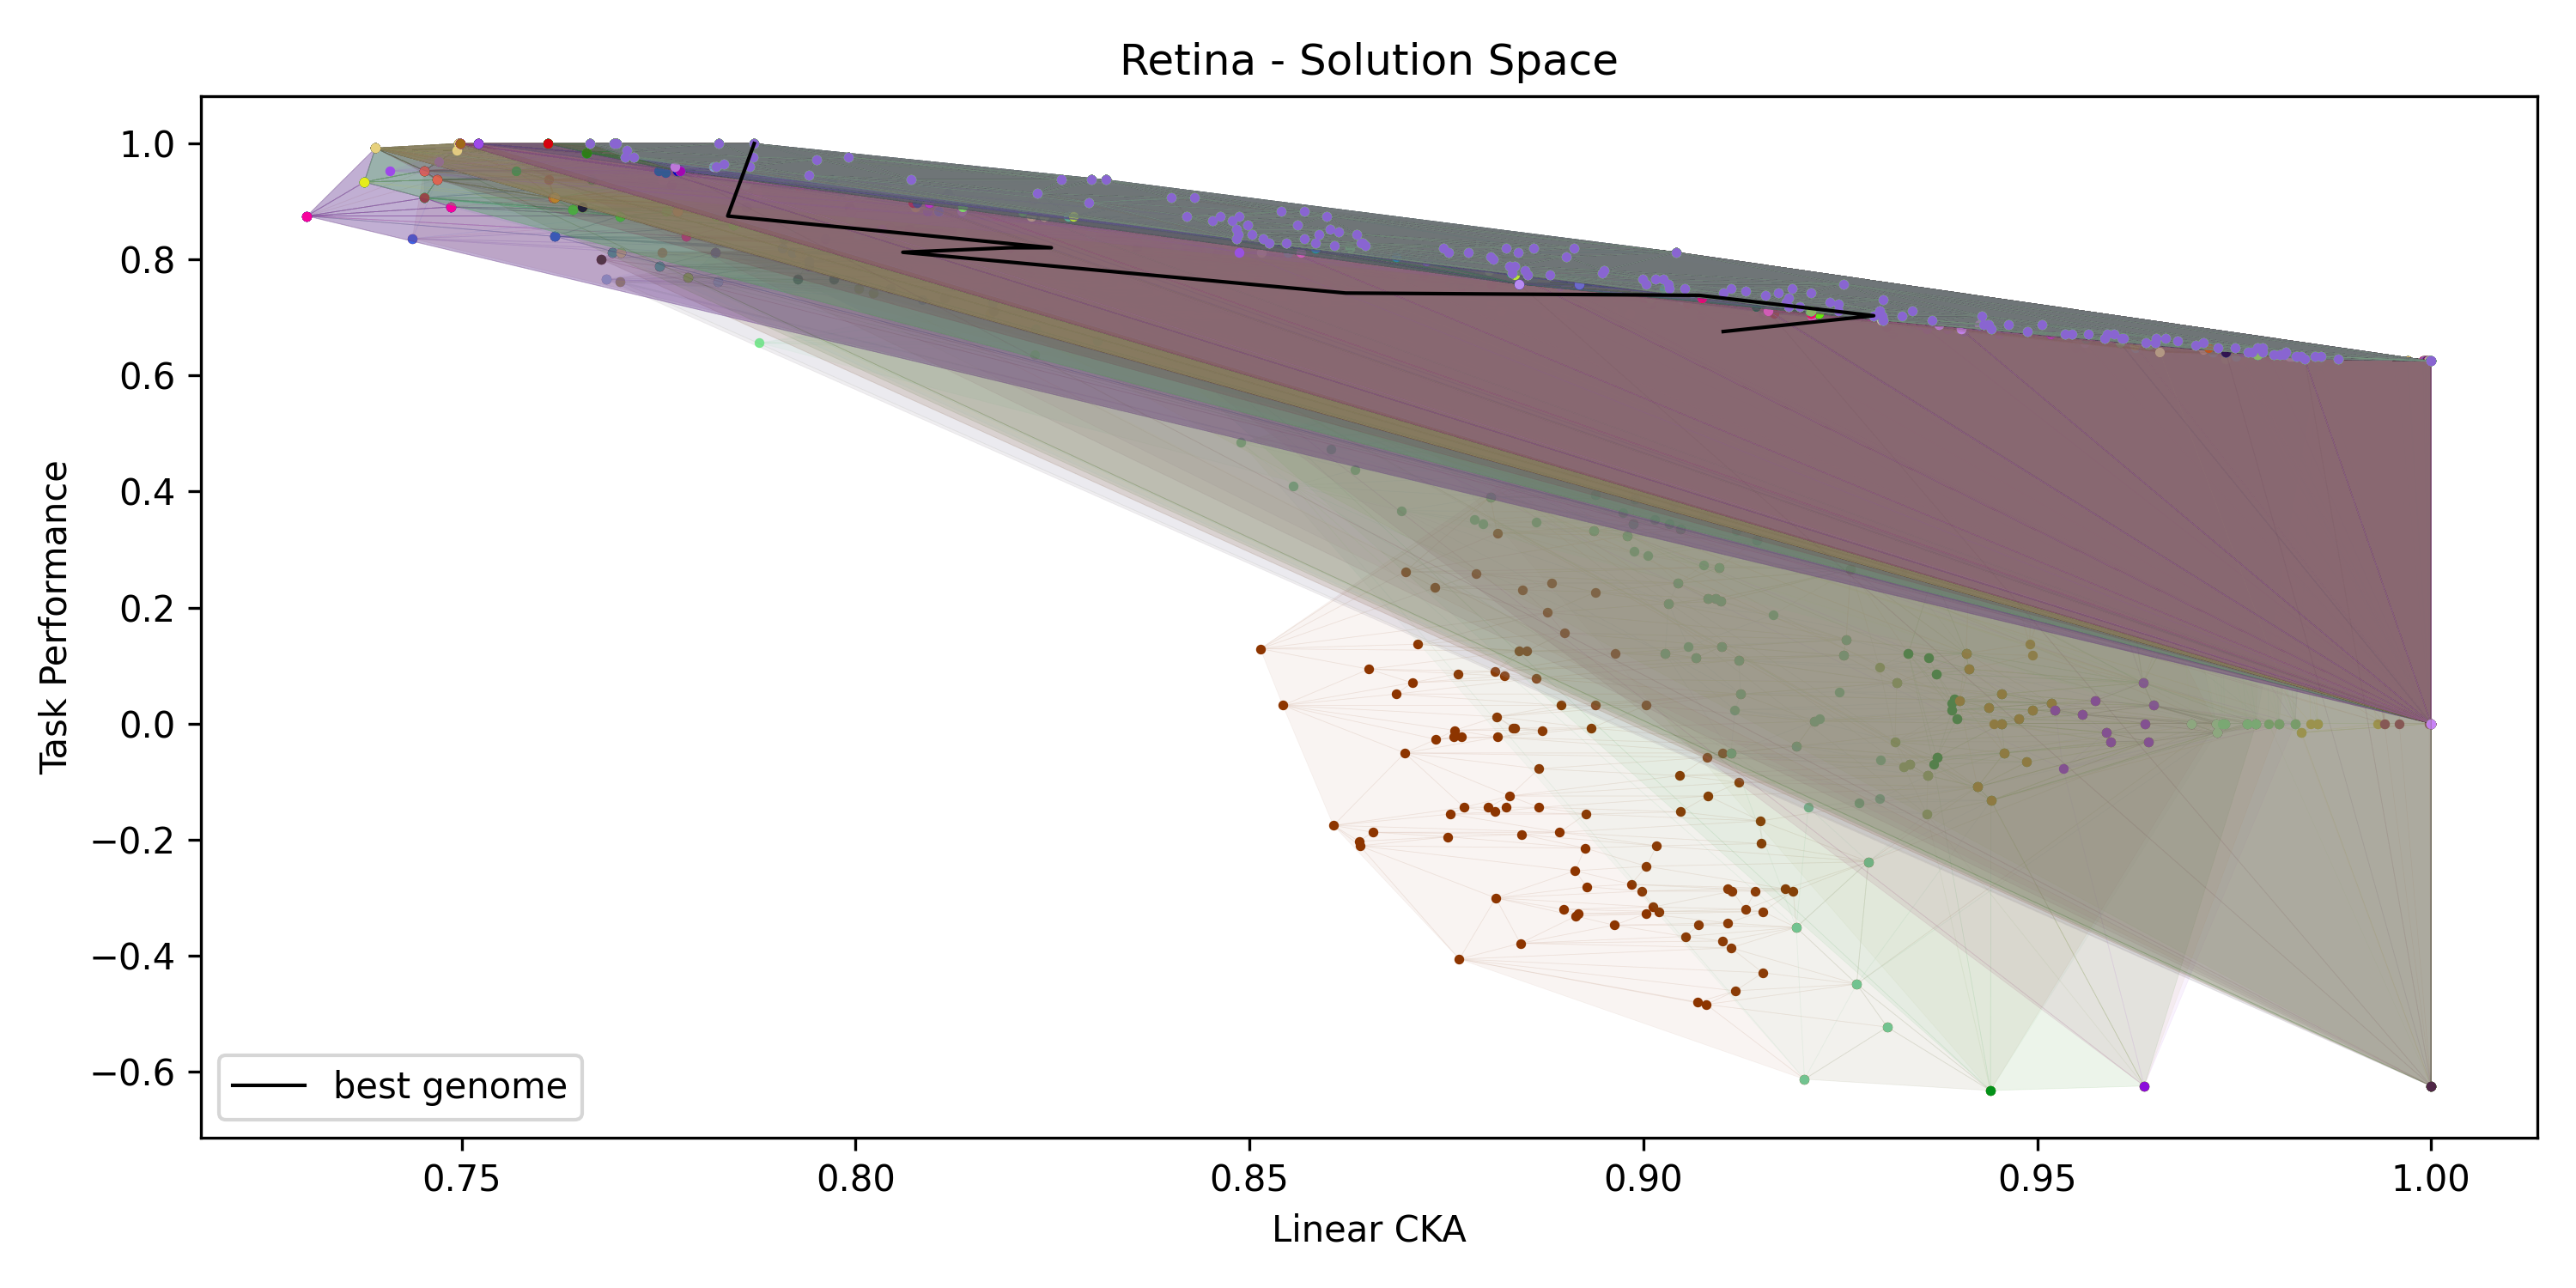 Retina - Solution Space
Task Performance
1.0
0.8
0.6
0.4
0.2
0.0
−0.2
−0.4
−0.6
best genome
0.75 0.80 0.85 0.90 0.95 1.00
Linear CKA